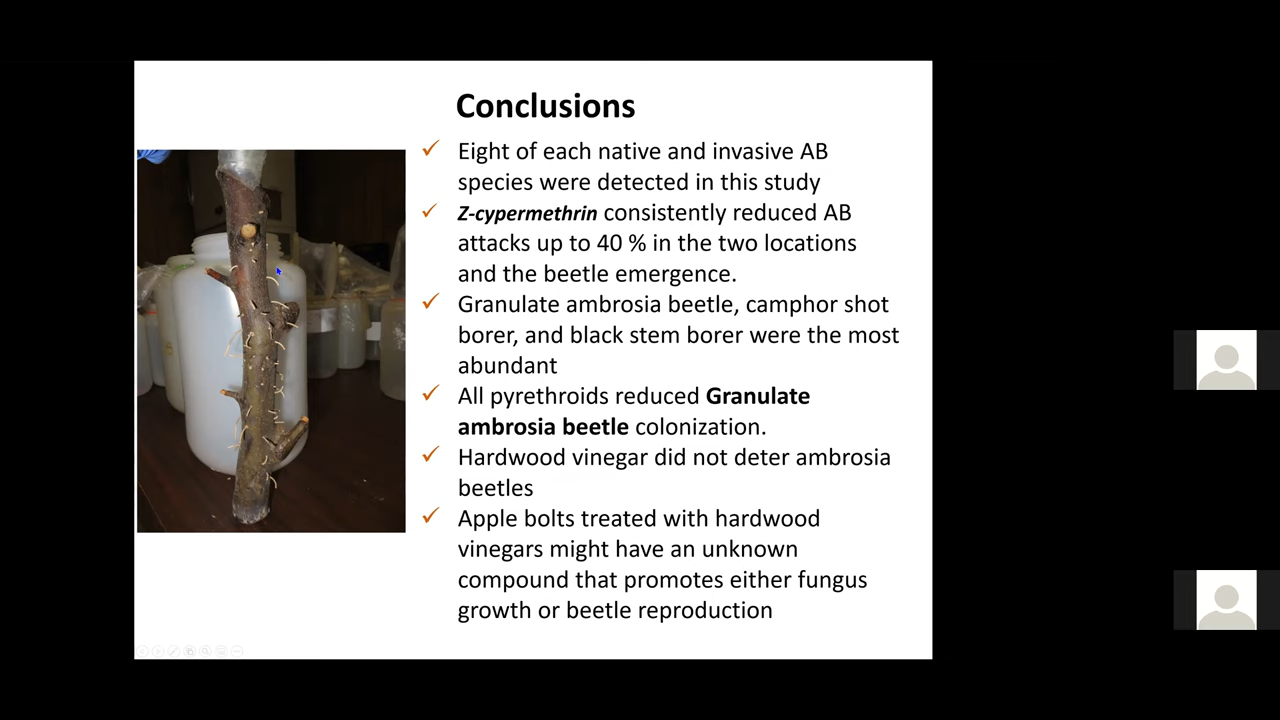 Conclusions
Eight of each native and invasive AB
species were detected in this study
Z-cypermethrin consistently reduced AB
attacks up to 40 % in the two locations
and the beetle emergence.
Granulate ambrosia beetle, camphor shot
borer, and black stem borer were the most
abundant
All pyrethroids reduced Granulate
ambrosia beetle colonization.
Hardwood vinegar did not deter ambrosia
beetles
Apple bolts treated with hardwood
vinegars might have an unknown
compound that promotes either fungus
growth or beetle reproduction